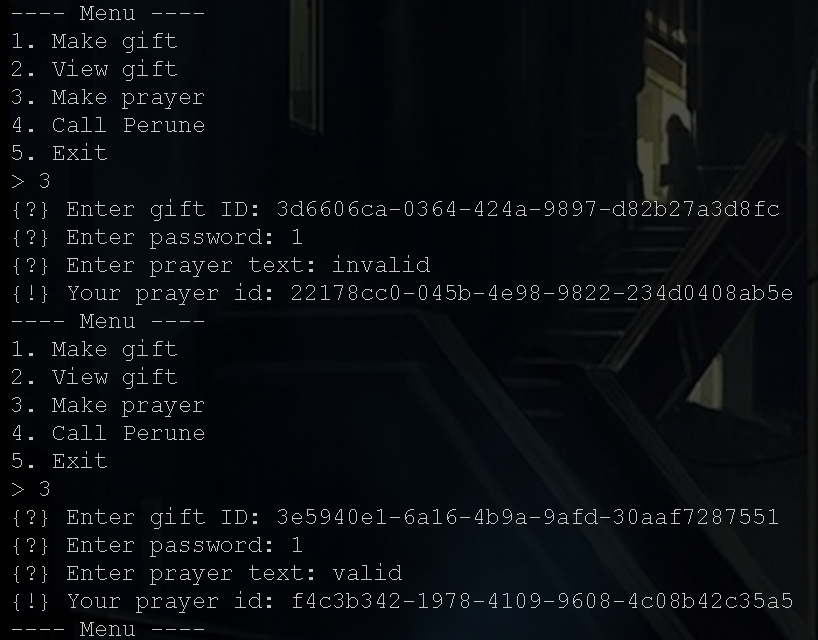 ---- Menu ----
1. Make gift
2. View gift
3. Make prayer
4. Call Perune
5. Exit
> 3
{?} Enter gift ID: 3d6606ca-0364-424a-9897-d82b27a3d8fc
{?} Enter password: 1
{?} Enter prayer text: invalid
{!} Your prayer id: 22178cc0-045b-4e98-9822-234d0408ab5e
---- Menu ----
1. Make gift
2. View gift
3. Make prayer
4. Call Perune
5. Exit
> 3
{?} Enter gift ID: 3e5940e1-6a16-4b9a-9afd-30aaf7287551
{?} Enter password: 1
{?} Enter prayer text: valid
{!} Your prayer id: f4c3b342-1978-4109-9608-4c08b42c35a5
---- Menu ----